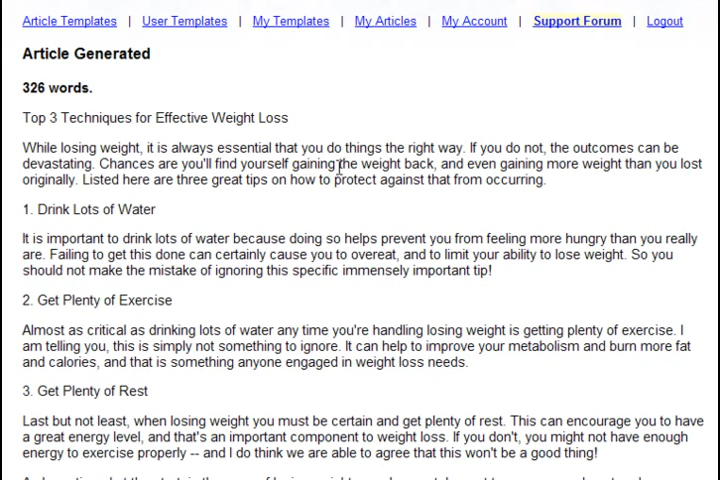 Article Templates | User Templates | My Templates | My Articles | My Account | Support Forum | Logout
Article Generated
326 words.
Top 3 Techniques for Effective Weight Loss
While losing weight, it is always essential that you do things the right way. If you do not, the outcomes can be
devastating. Chances are you'll find yourself gaining the weight back, and even gaining more weight than you lost
originally. Listed here are three great tips on how to protect against that from occurring.
1. Drink Lots of Water
It is important to drink lots of water because doing so helps prevent you from feeling more hungry than you really
are. Failing to get this done can certainly cause you to overeat, and to limit your ability to lose weight. So you
should not make the mistake of ignoring this specific immensely important tip!
2. Get Plenty of Exercise
Almost as critical as drinking lots of water any time you're handling losing weight is getting plenty of exercise. I
am telling you, this is simply not something to ignore. It can help to improve your metabolism and burn more fat
and calories, and that is something anyone engaged in weight loss needs.
3. Get Plenty of Rest
Last but not least, when losing weight you must be certain and get plenty of rest. This can encourage you to have
a great energy level, and that's an important component to weight loss. If you don't, you might not have enough
energy to exercise properly -- and I do think we are able to agree that this won't be a good thing!